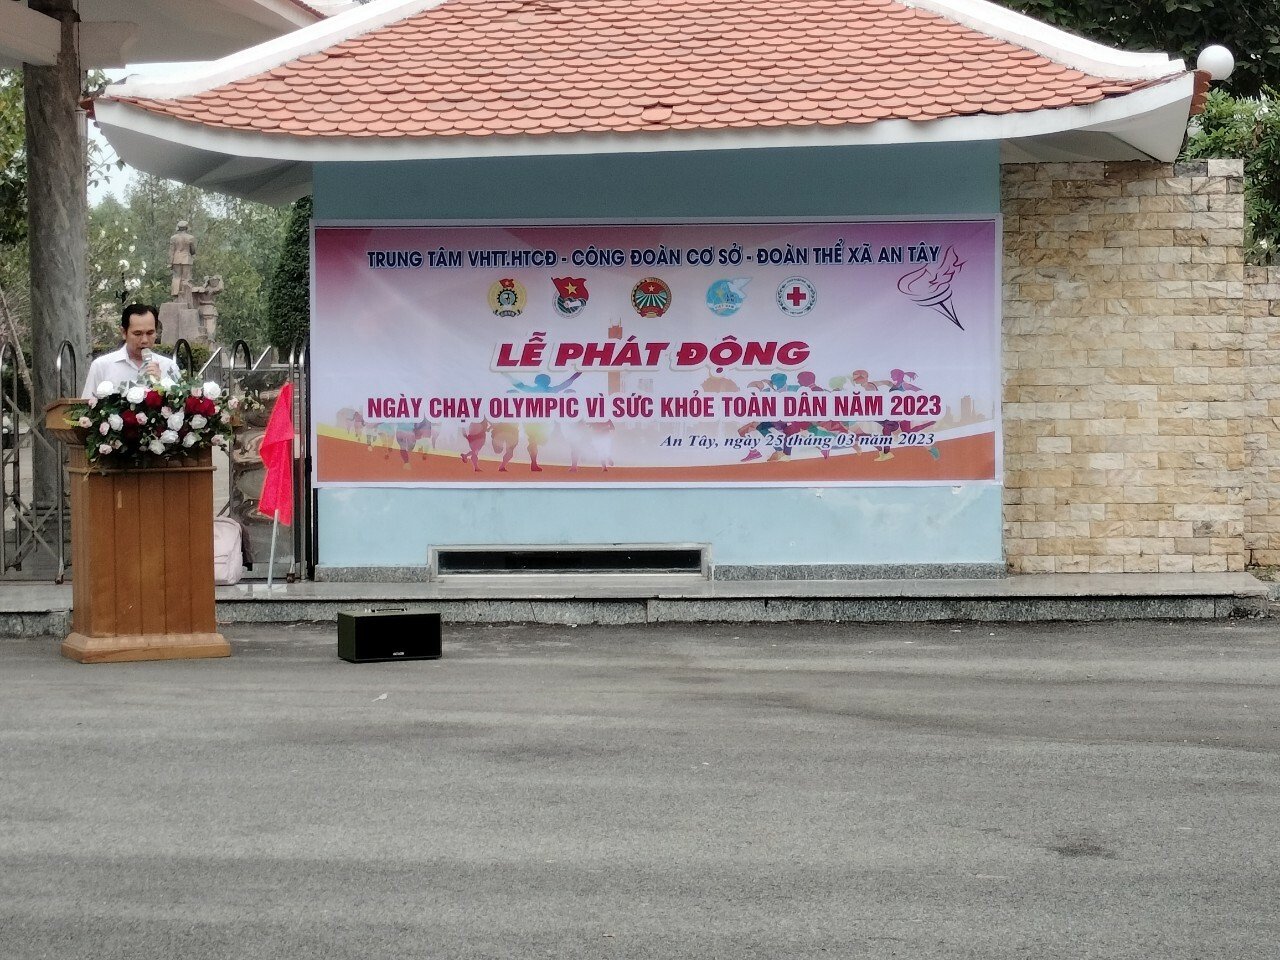 TRUNG TÂM VHTT.HTCĐ - CÔNG ĐOÀN CƠ SỞ - ĐOÀN THỂ XÃ AN TÂY
LỄ PHÁT ĐỘNG
NGÀY CHẠY OLYMPIC VÌ SỨC KHỎE TOÀN DÂN NĂM 2023
An Tây, ngày 25 tháng 03 năm 2023